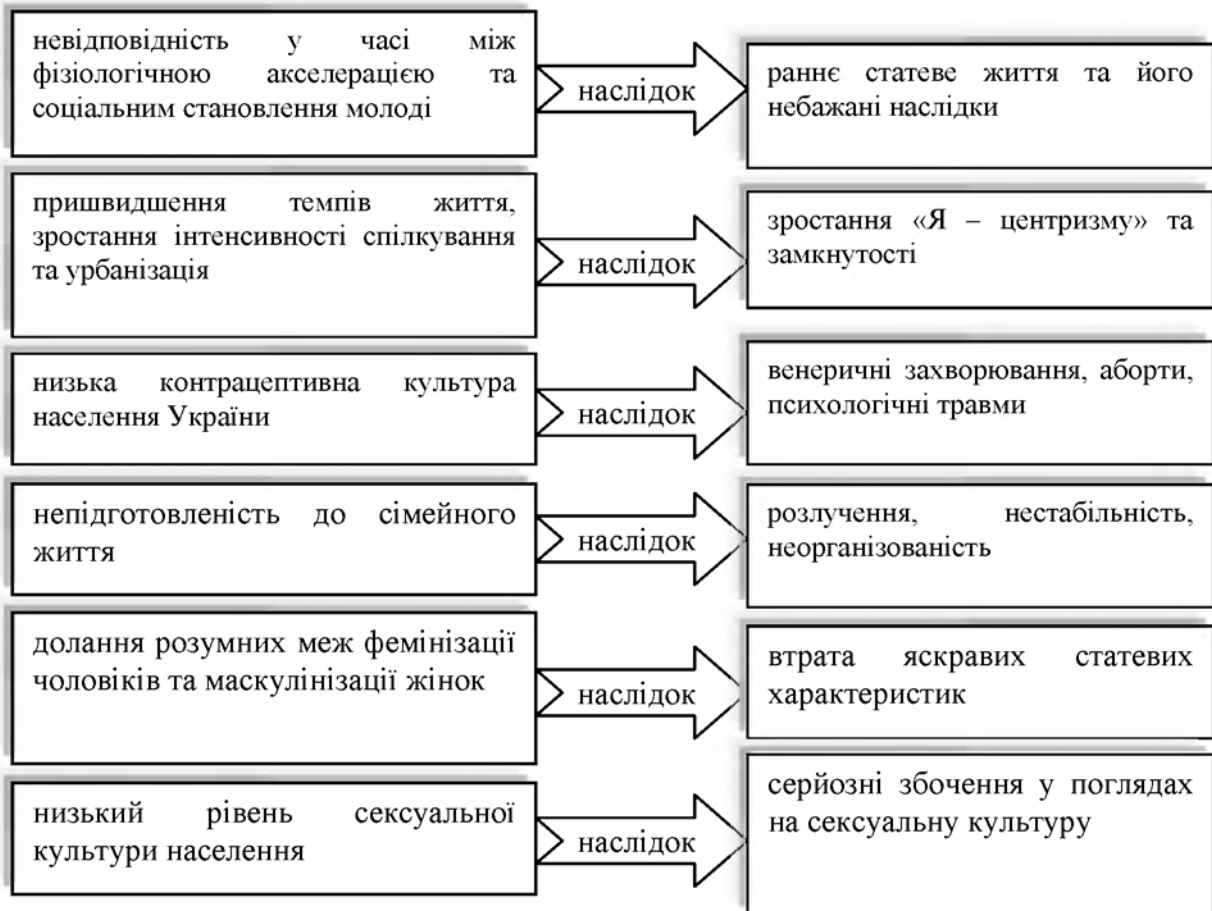 невідповідність у часі між
фізіологічною акселерацією та
соціальним становлення молоді
наслідок
раннє статеве життя та його
небажані наслідки
пришвидшення темпів життя,
зростання інтенсивності спілкування
та урбанізація
наслідок
зростання «Я – центризму» та
замкнутості
низька контрацептивна культура
населення України
наслідок
венеричні захворювання, аборти,
психологічні травми
непідготовленість до сімейного
життя
наслідок
розлучення, нестабільність,
неорганізованість
долання розумних меж фемінізації
чоловіків та маскулінізації жінок
наслідок
втрата яскравих статевих
характеристик
низький рівень сексуальної
культури населення
наслідок
серйозні збочення у поглядах
на сексуальну культуру